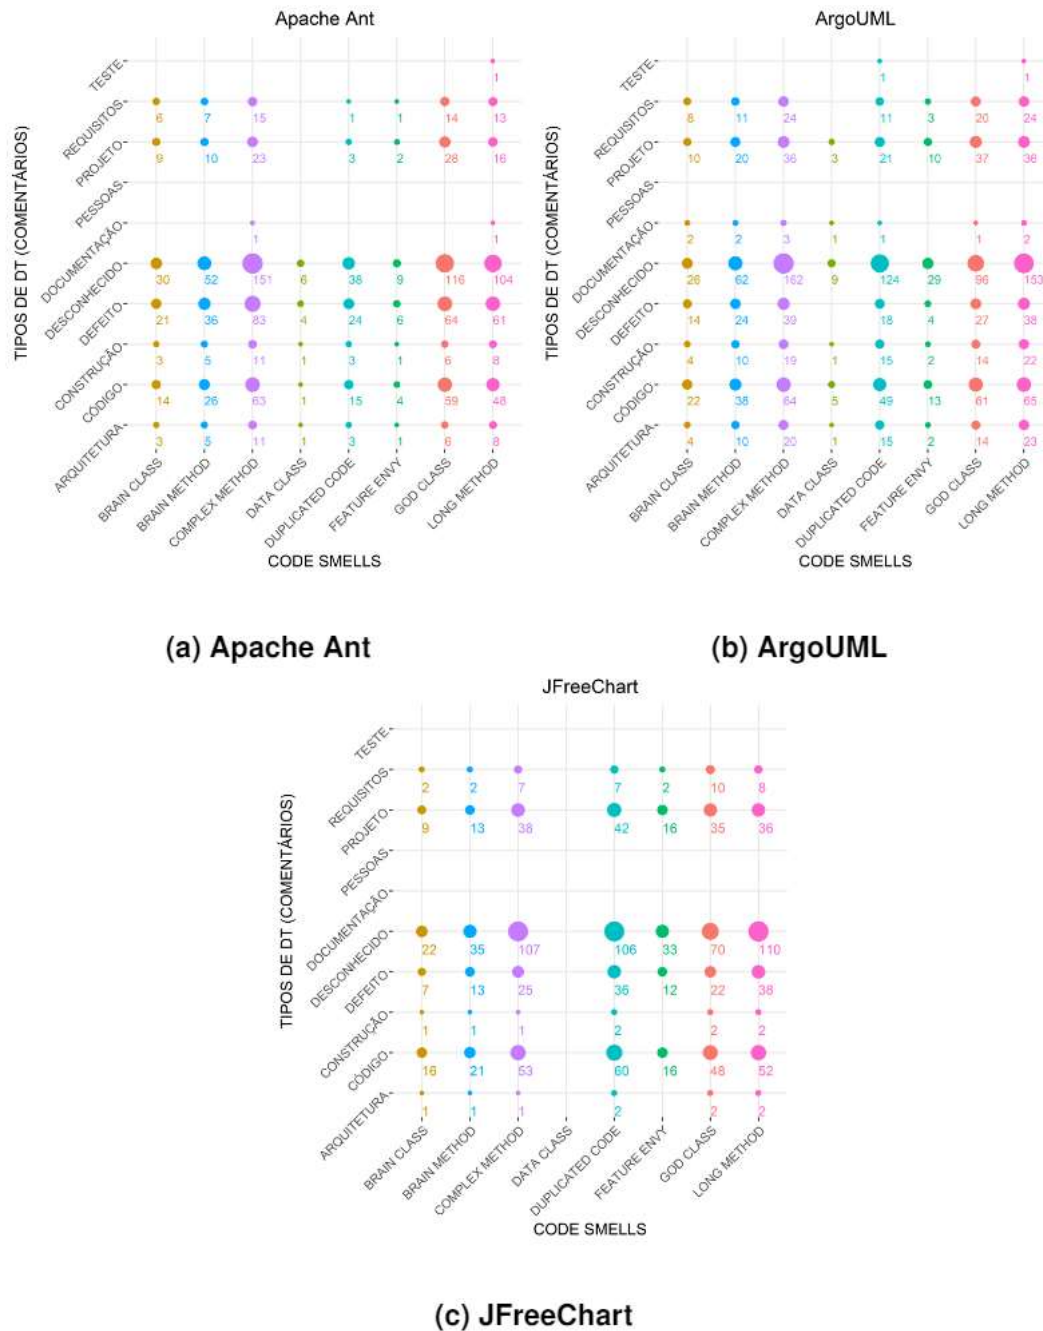 Apache Ant
TIPOS DE DT (COMENTÁRIOS)
TESTE
1
REQUISITOS
6 7 15 1 1 14 13
PROJETO
9 10 23 3 2 28 16
PESSOAS
DOCUMENTAÇÃO
1 1
DESCONHECIDO
30 52 151 6 38 9 116 104
DEFEITO
21 36 83 4 24 6 64 61
CONSTRUÇÃO
3 5 11 1 3 1 6 8
CÓDIGO
14 26 63 1 15 4 59 48
ARQUITETURA
3 5 11 1 3 1 6 8
BRAIN CLASS
BRAIN METHOD
COMPLEX METHOD
DATA CLASS
DUPLICATED CODE
FEATURE ENVY
GOD CLASS
LONG METHOD
CODE SMELLS
(a) Apache Ant
ArgoUML
TIPOS DE DT (COMENTÁRIOS)
TESTE
1 1
REQUISITOS
8 11 24 11 3 20 24
PROJETO
10 20 36 3 21 10 37 36
PESSOAS
DOCUMENTAÇÃO
2 2 3 1 1 1 2
DESCONHECIDO
26 62 162 9 124 29 96 153
DEFEITO
14 24 39 18 4 27 38
CONSTRUÇÃO
4 10 19 1 15 2 14 22
CÓDIGO
22 38 64 5 49 13 61 65
ARQUITETURA
4 10 20 1 15 2 14 23
BRAIN CLASS
BRAIN METHOD
COMPLEX METHOD
DATA CLASS
DUPLICATED CODE
FEATURE ENVY
GOD CLASS
LONG METHOD
CODE SMELLS
(b) ArgoUML
JFreeChart
TIPOS DE DT (COMENTÁRIOS)
TESTE
REQUISITOS
2 2 7 7 2 10 8
PROJETO
9 13 38 42 16 35 36
PESSOAS
DOCUMENTAÇÃO
DESCONHECIDO
22 35 107 106 33 70 110
DEFEITO
7 13 25 36 12 22 38
CONSTRUÇÃO
1 1 1 2 2 2
CÓDIGO
16 21 53 60 16 48 52
ARQUITETURA
1 1 1 2 2 2
BRAIN CLASS
BRAIN METHOD
COMPLEX METHOD
DATA CLASS
DUPLICATED CODE
FEATURE ENVY
GOD CLASS
LONG METHOD
CODE SMELLS
(c) JFreeChart